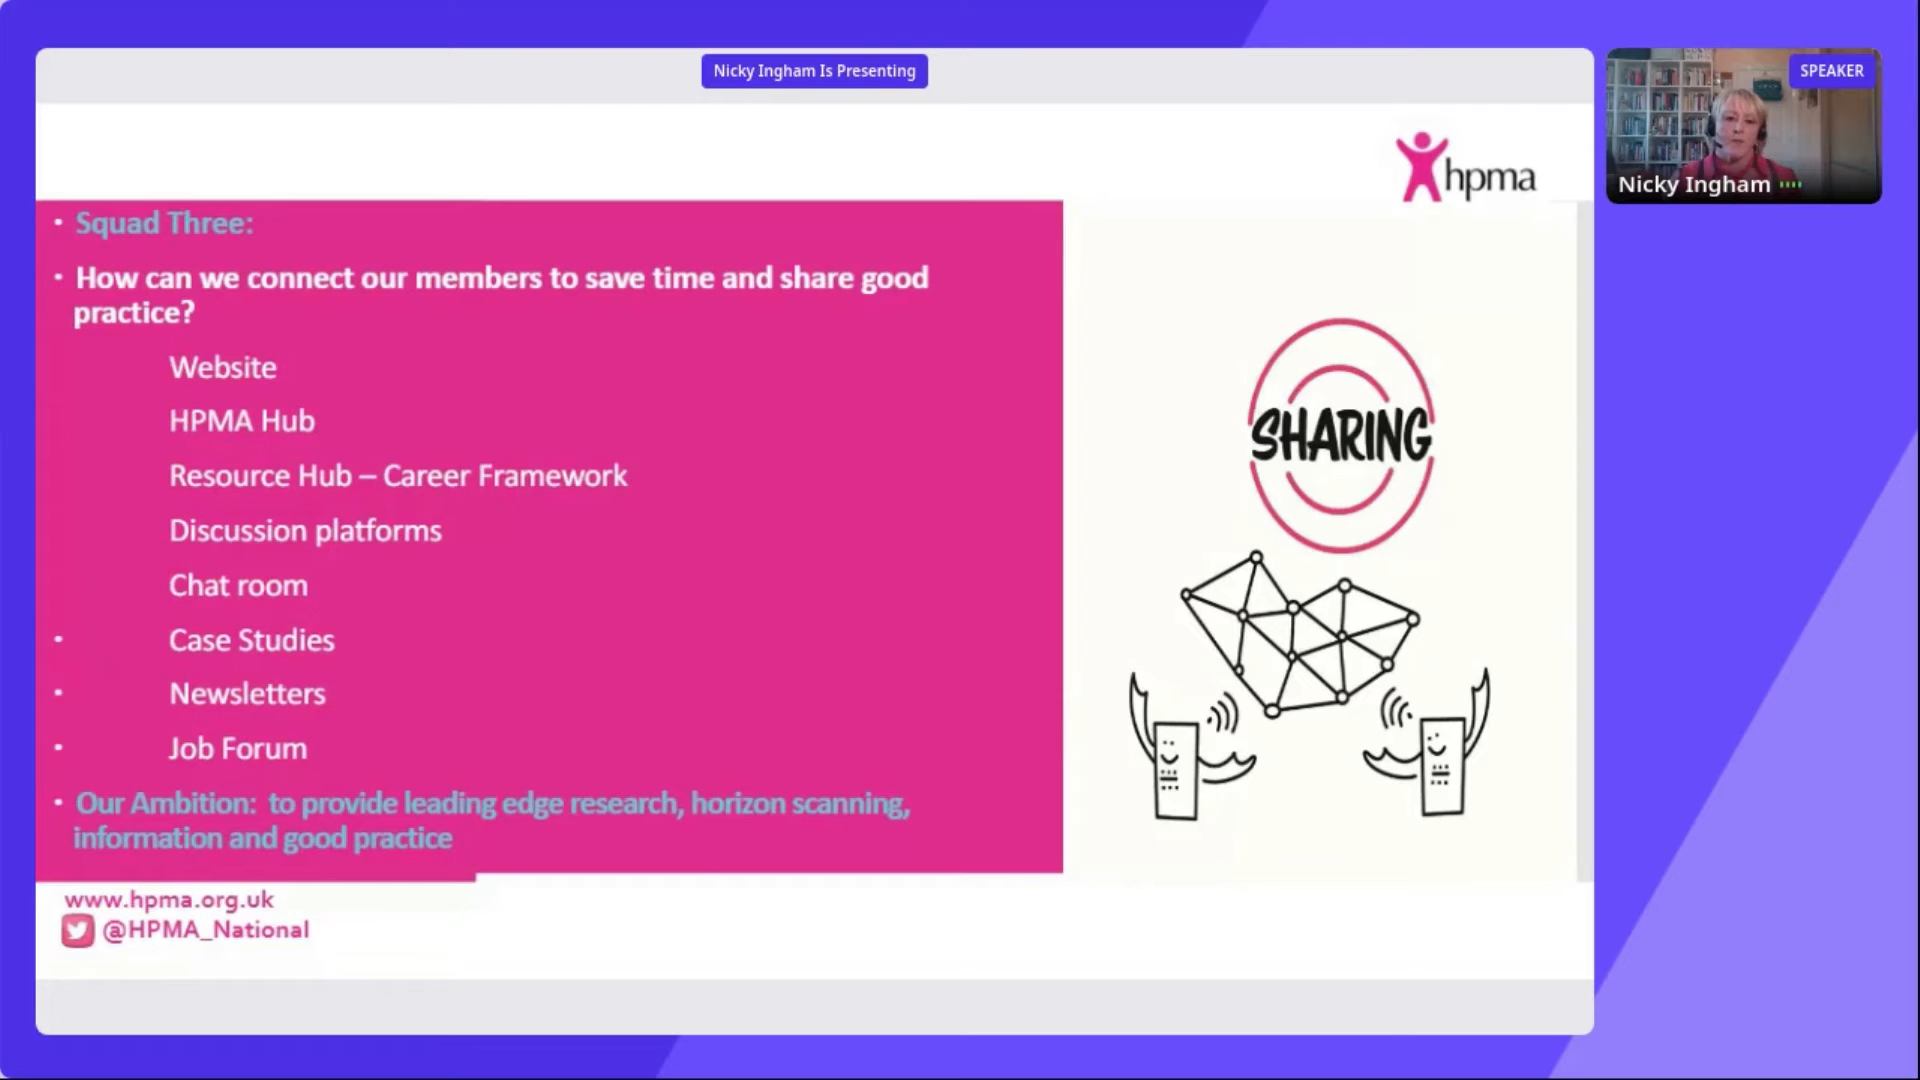 Nicky Ingham Is Presenting
SPEAKER
Nicky Ingham
hpma
• Squad Three:
• How can we connect our members to save time and share good
practice?
Website
HPMA Hub
Resource Hub – Career Framework
Discussion platforms
Chat room
• Case Studies
• Newsletters
• Job Forum
• Our Ambition: to provide leading edge research, horizon scanning,
information and good practice
SHARING
www.hpma.org.uk
@HPMA_National